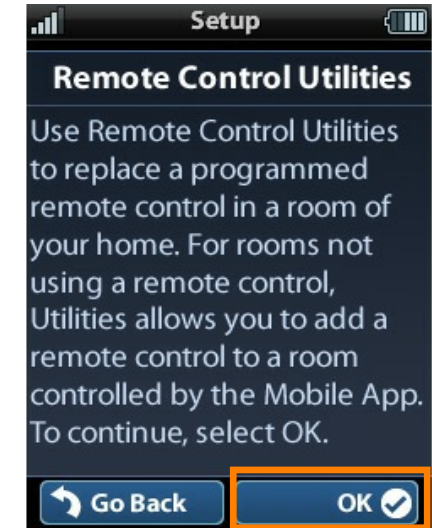 Setup
Remote Control Utilities
Use Remote Control Utilities
to replace a programmed
remote control in a room of
your home. For rooms not
using a remote control,
Utilities allows you to add a
remote control to a room
controlled by the Mobile App.
To continue, select OK.
Go Back
OK